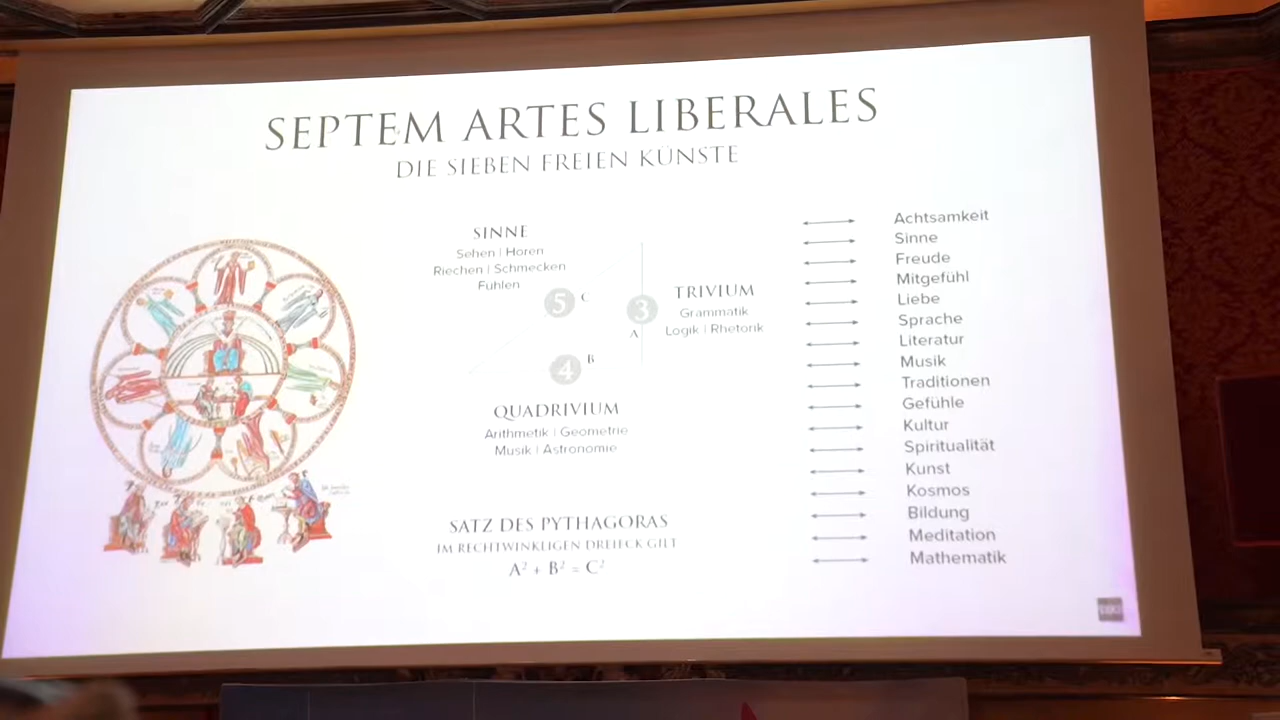 SEPTEM ARTES LIBERALES
DIE SIEBEN FREIEN KÜNSTE
SINNE
Sehen | Hören
Riechen | Schmecken
Fühlen
5
C
3
A
TRIVIUM
Grammatik
Logik | Rhetorik
4
B
QUADRIVIUM
Arithmetik | Geometrie
Musik | Astronomie
SATZ DES PYTHAGORAS
IM RECHTWINKLIGEN DREIECK GILT
A² + B² = C²
Achtsamkeit
Sinne
Freude
Mitgefühl
Liebe
Sprache
Literatur
Musik
Traditionen
Gefühle
Kultur
Spiritualität
Kunst
Kosmos
Bildung
Meditation
Mathematik